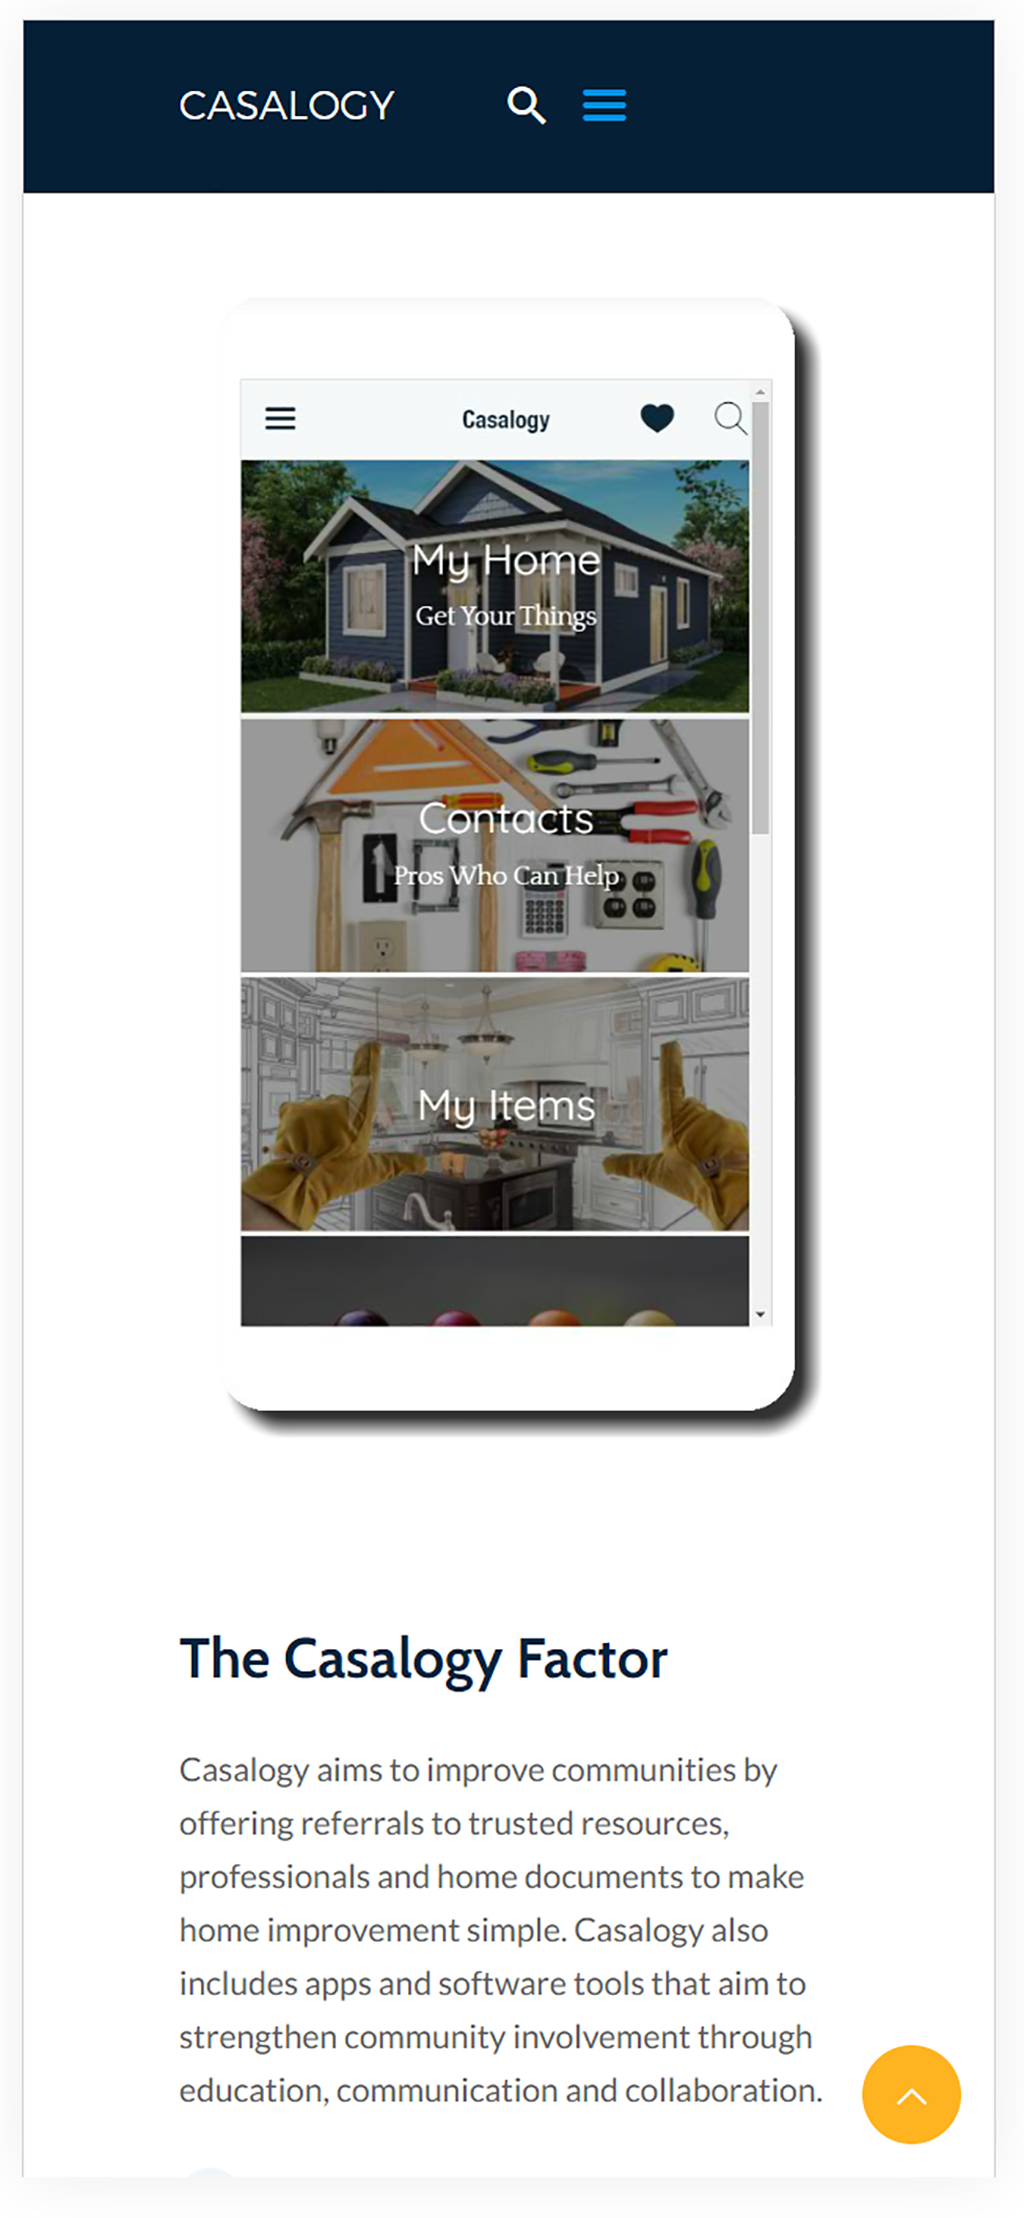 CASALOGY
Casalogy
My Home
Get Your Things
Contacts
Pros Who Can Help
My Items
The Casalogy Factor
Casalogy aims to improve communities by
offering referrals to trusted resources,
professionals and home documents to make
home improvement simple. Casalogy also
includes apps and software tools that aim to
strengthen community involvement through
education, communication and collaboration.